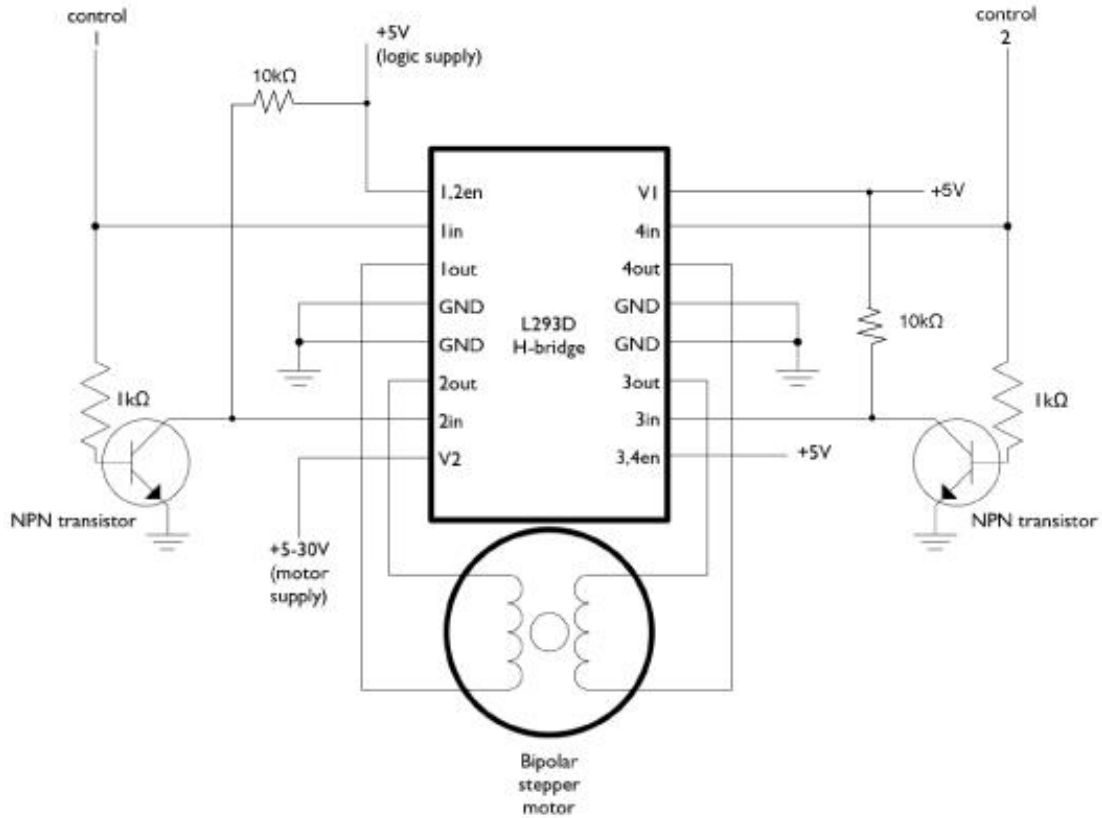 control
1
+5V
(logic supply)
10kΩ
control
2
1,2en
1in
1out
GND
GND
2out
2in
V2
L293D
H-bridge
V1
4in
4out
GND
GND
3out
3in
3,4en
+5V
10kΩ
+5V
1kΩ
NPN transistor
1kΩ
NPN transistor
+5-30V
(motor
supply)
Bipolar
stepper
motor